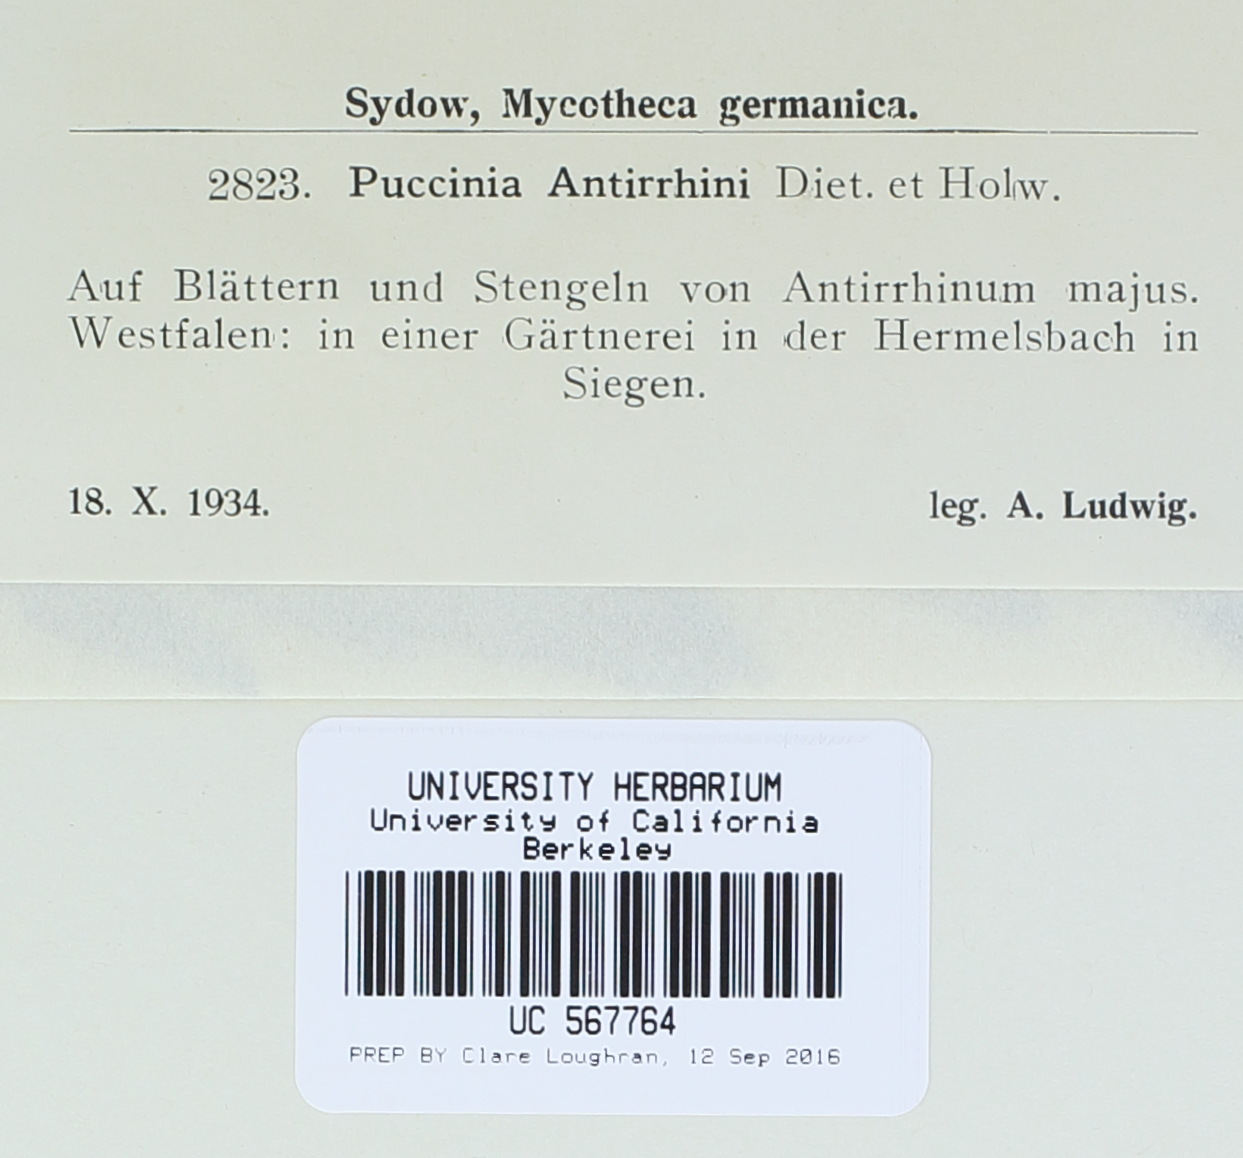 Sydow, Mycotheca germanica.
2823. Puccinia Antirrhini Diet. et Holw.
Auf Blättern und Stengeln von Antirrhinum majus.
Westfalen: in einer Gärtnerei in der Hermelsbach in
Siegen.
18. X. 1934. leg. A. Ludwig.
UNIVERSITY HERBARIUM
University of California
Berkeley
UC 567764
PREP BY Clare Loughran, 12 Sep 2016